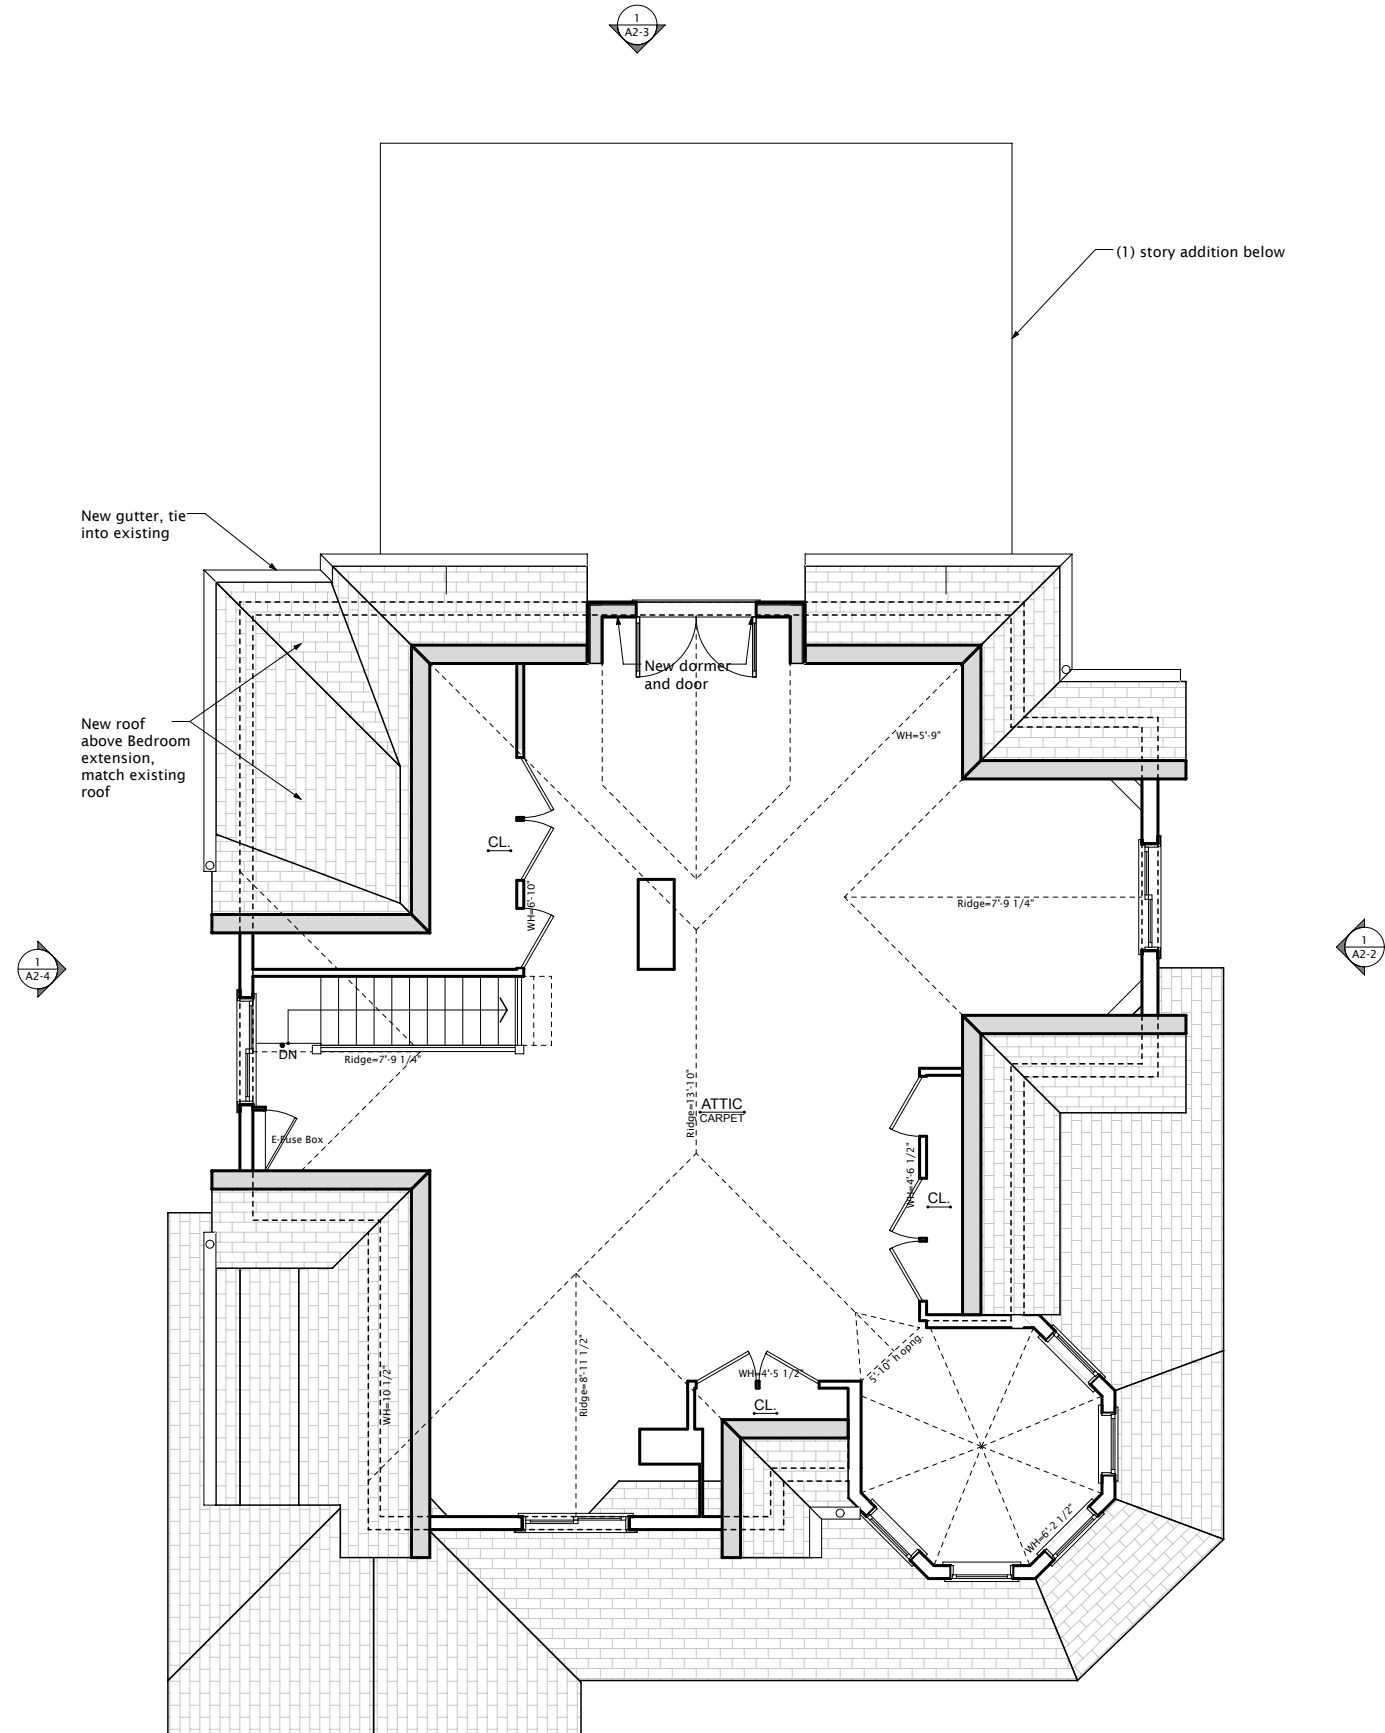 1
A2-3
(1) story addition below
New gutter, tie
into existing
New dormer
and door
New roof
above Bedroom
extension,
match existing
roof
WH=5'-9"
CL.
WH=6'-10"
Ridge=7'-9 1/4"
1
A2-4
1
A2-2
DN
Ridge=7'-9 1/4"
Ridge=13'-10"
ATTIC
CARPET
E-Fuse Box
WH=4'-6 1/2"
CL.
5'-10" h opng.
Ridge=8'-11 1/2"
WH=4'-5 1/2"
WH=10 1/2"
CL.
WH=6'-2 1/2"